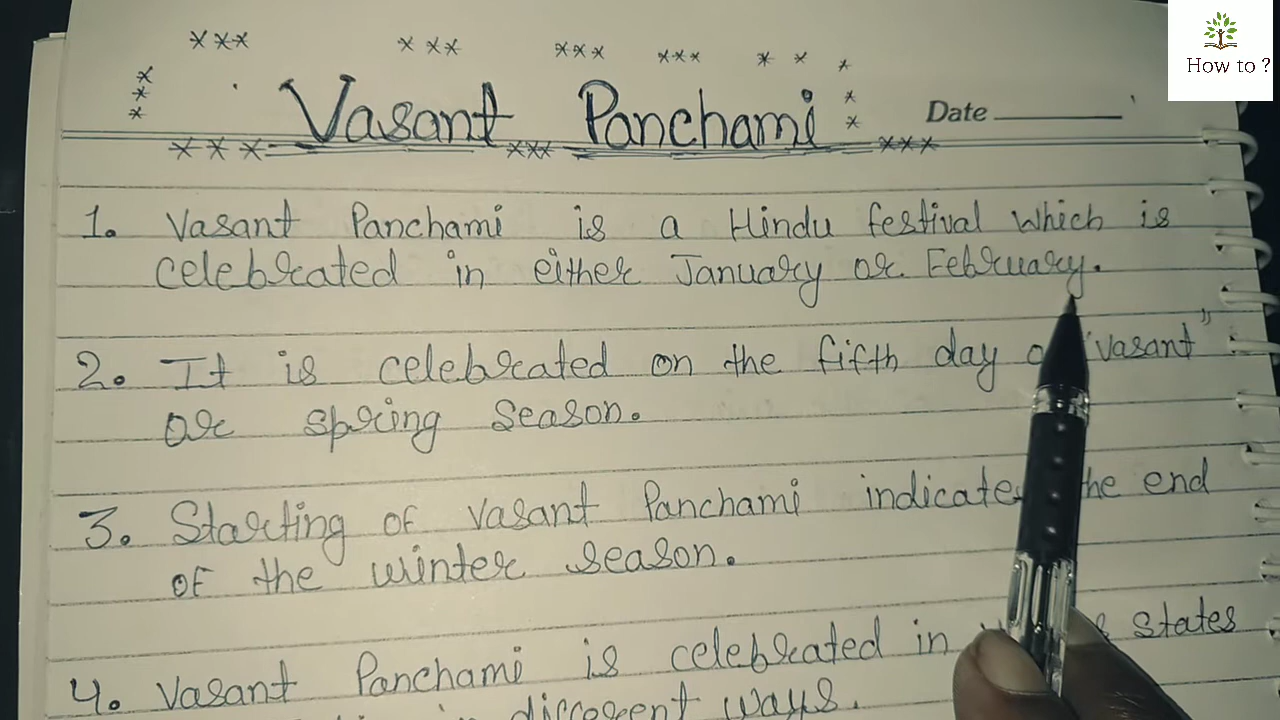 How to ?
Vasant Panchami
Date
1. Vasant Panchami is a Hindu festival which is
celebrated in either January or February.
2. It is celebrated on the fifth day "Vasant"
or spring season.
3. Starting of Vasant Panchami indicates the end
of the winter season.
4. Vasant Panchami is celebrated in states
in different ways.